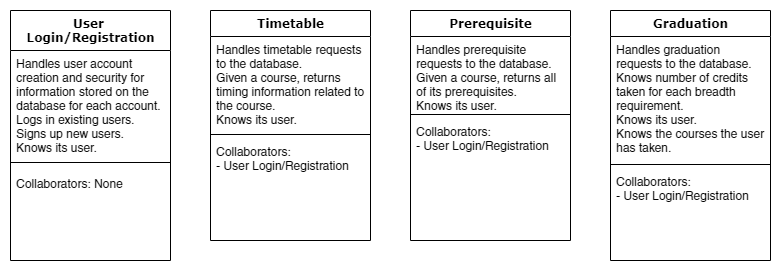 User
Login/Registration
Handles user account
creation and security for
information stored on the
database for each account.
Logs in existing users.
Signs up new users.
Knows its user.
Collaborators: None
Timetable
Handles timetable requests
to the database.
Given a course, returns
timing information related to
the course.
Knows its user.
Collaborators:
- User Login/Registration
Prerequisite
Handles prerequisite
requests to the database.
Given a course, returns all
of its prerequisites.
Knows its user.
Collaborators:
- User Login/Registration
Graduation
Handles graduation
requests to the database.
Knows number of credits
taken for each breadth
requirement.
Knows its user.
Knows the courses the user
has taken.
Collaborators:
- User Login/Registration